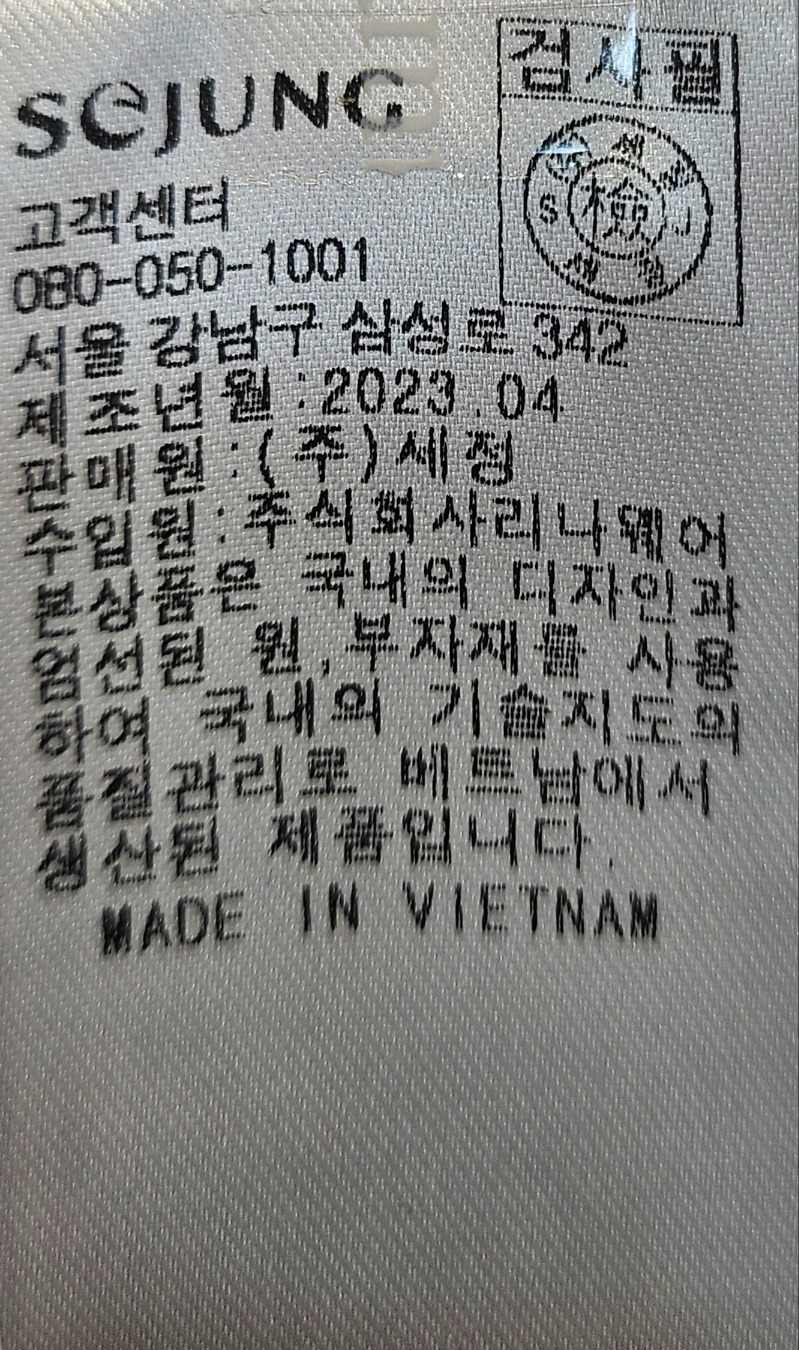 SEJUNG
검사필
檢
고객센터
080-050-1001
서울 강남구 삼성로 342
제 조 년 월 : 2023.04
판 매 원 : (주)세정
수 입 원 : 주식회사리나웨어
본 상품은 국내의 디자인과
엄선된 원,부자재를 사용
하여 국내의 기술지도의
품질관리로 베트남에서
생산된 제품입니다.
MADE IN VIETNAM